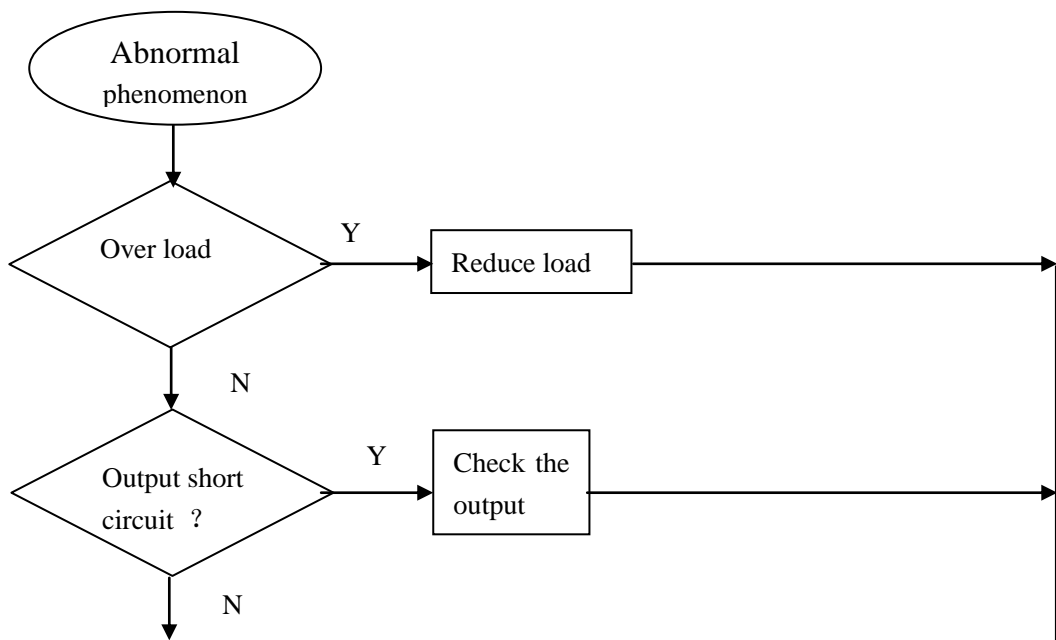 Abnormal
phenomenon
Over load
Y
Reduce load
N
Output short
circuit ？
Y
Check the
output
N